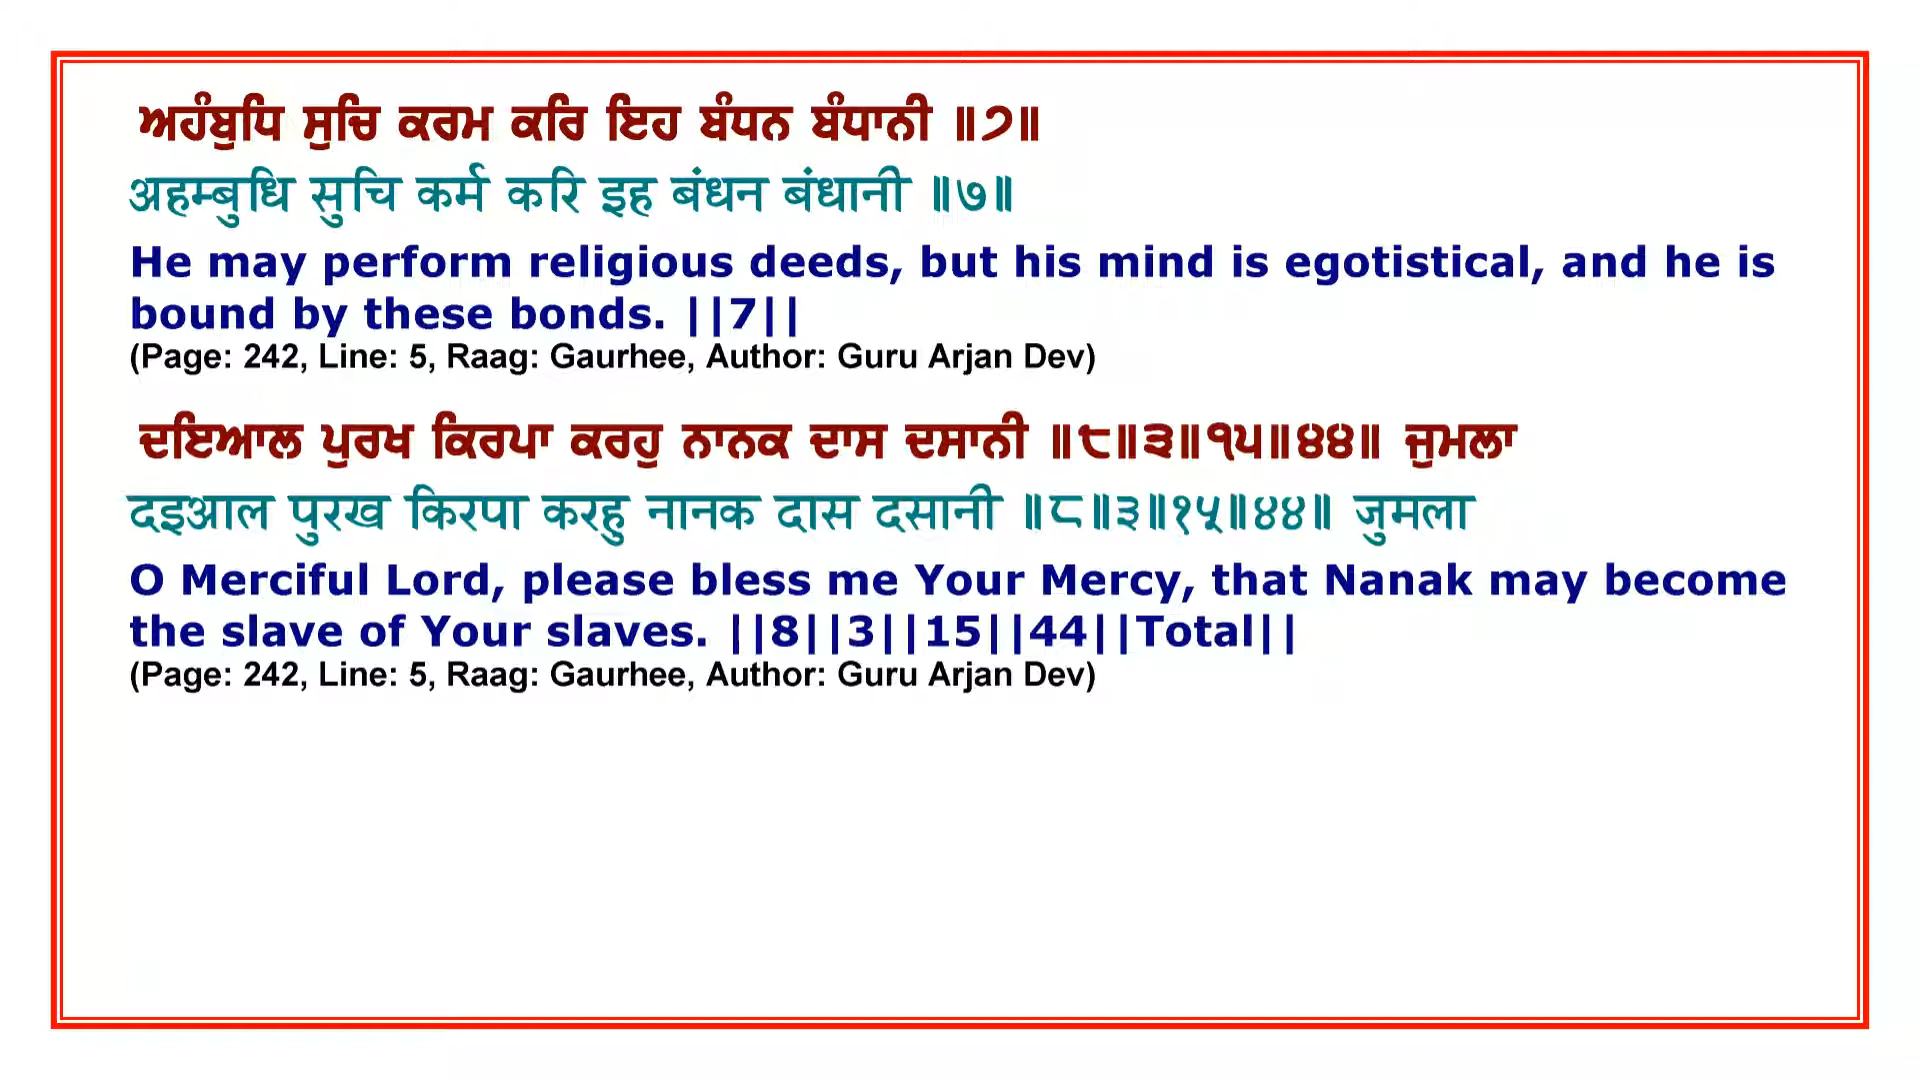 ਅਹੰਬੁਧਿ ਸੁਚਿ ਕਰਮ ਕਰਿ ਇਹ ਬੰਧਨ ਬੰਧਾਨੀ ॥੭॥
अह्मबुधि सुचि कर्म करि इह बंधन बंधानी ॥७॥
He may perform religious deeds, but his mind is egotistical, and he is
bound by these bonds. ||7||
(Page: 242, Line: 5, Raag: Gaurhee, Author: Guru Arjan Dev)
ਦਇਆਲ ਪੁਰਖ ਕਿਰਪਾ ਕਰਹੁ ਨਾਨਕ ਦਾਸ ਦਸਾਨੀ ॥੮॥੩॥੧੫॥੪੪॥ ਜੁਮਲਾ
दइआल पुरख किरपा करहु नानक दास दसानी ॥८॥३॥१५॥४४॥ जुमला
O Merciful Lord, please bless me Your Mercy, that Nanak may become
the slave of Your slaves. ||8||3||15||44||Total||
(Page: 242, Line: 5, Raag: Gaurhee, Author: Guru Arjan Dev)